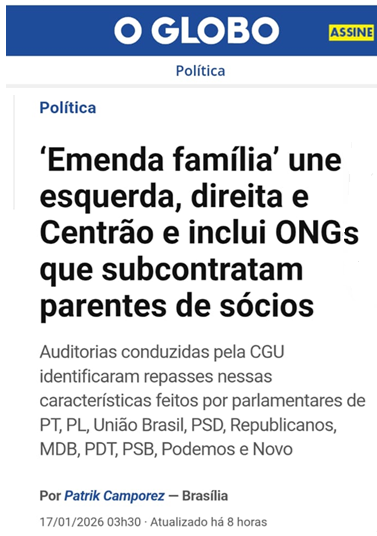 O GLOBO
ASSINE
Política
Política
‘Emenda família’ une
esquerda, direita e
Centrão e inclui ONGs
que subcontratam
parentes de sócios
Auditorias conduzidas pela CGU
identificaram repasses nessas
características feitos por parlamentares de
PT, PL, União Brasil, PSD, Republicanos,
MDB, PDT, PSB, Podemos e Novo
Por Patrik Camporez — Brasília
17/01/2026 03h30 · Atualizado há 8 horas